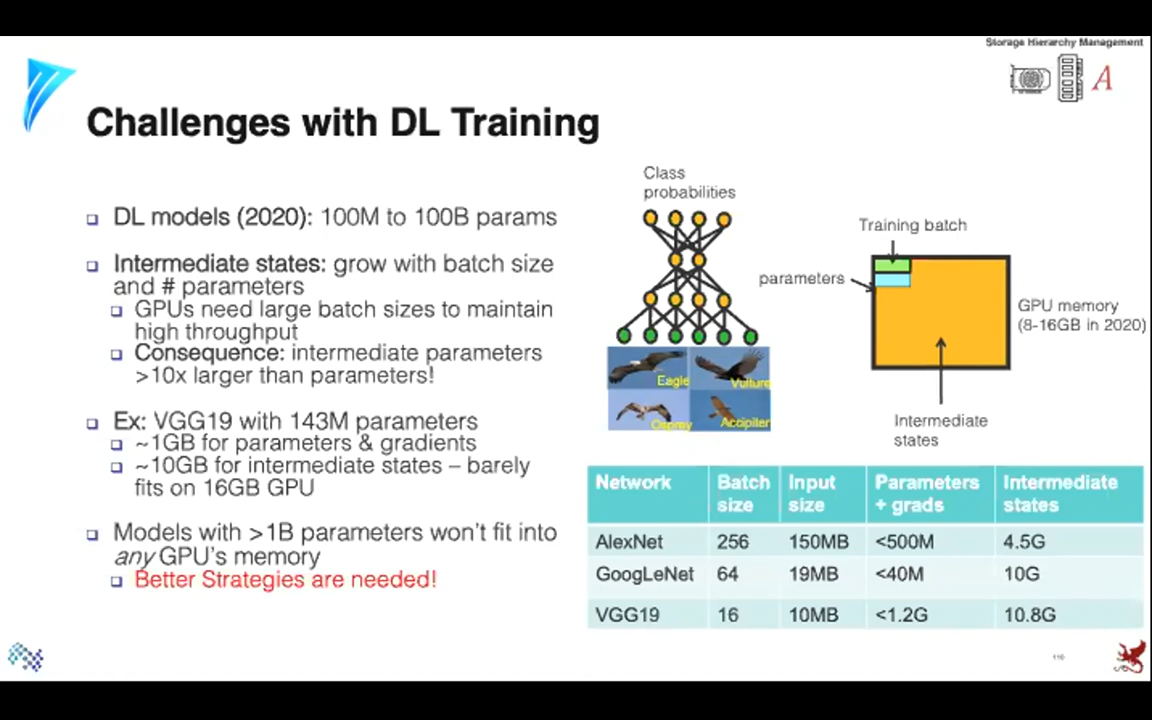 Storage Hierarchy Management
A
Challenges with DL Training
DL models (2020): 100M to 100B params
Intermediate states: grow with batch size
and # parameters
GPUs need large batch sizes to maintain
high throughput
Consequence: intermediate parameters
>10x larger than parameters!
Ex: VGG19 with 143M parameters
~1GB for parameters & gradients
~10GB for intermediate states – barely
fits on 16GB GPU
Models with >1B parameters won't fit into
any GPU's memory
Better Strategies are needed!
Class
probabilities
Eagle
Vulture
Osprey
Accipiter
Training batch
parameters
GPU memory
(8-16GB in 2020)
Intermediate
states
Network Batch size Input size Parameters + grads Intermediate states
AlexNet 256 150MB <500M 4.5G
GoogLeNet 64 19MB <40M 10G
VGG19 16 10MB <1.2G 10.8G